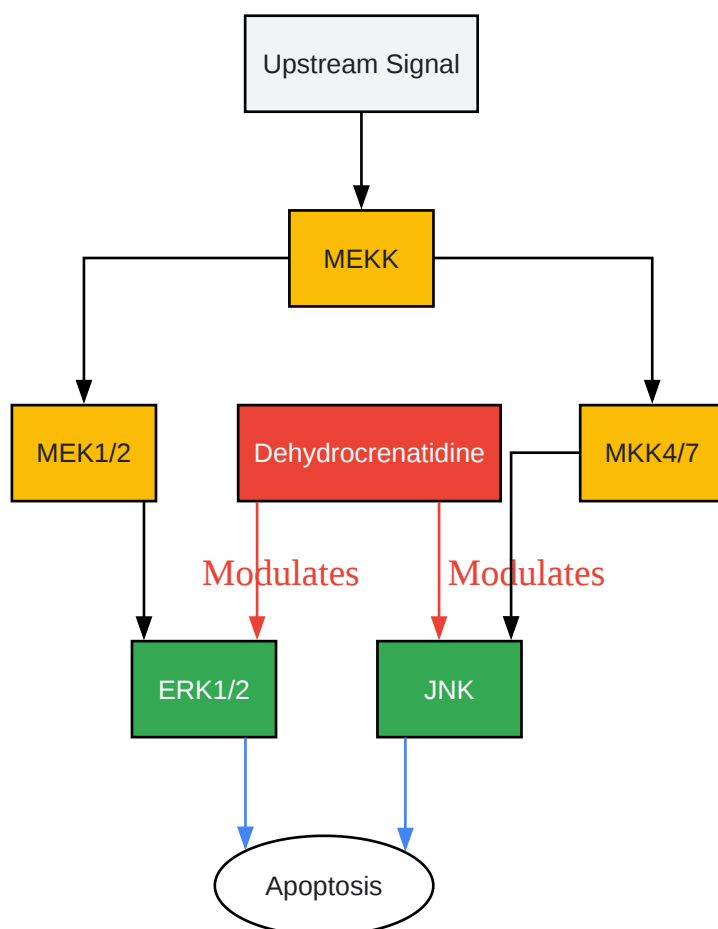 Upstream Signal
MEKK
MEK1/2
Dehydrocrenatidine
MKK4/7
Modulates
Modulates
ERK1/2
JNK
Apoptosis